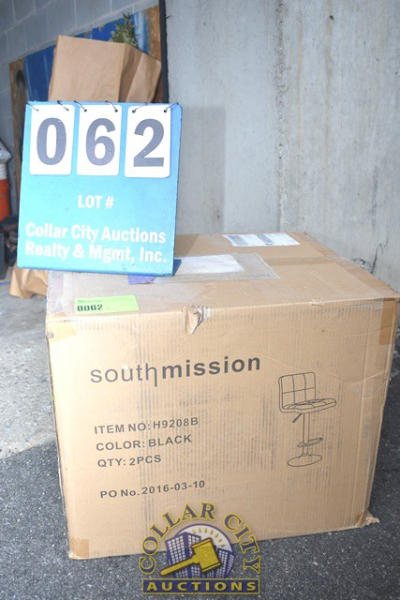 062
LOT #
Collar City Auctions
Realty & Mgmt, Inc.
0062
southmission
ITEM NO: H9208B
COLOR: BLACK
QTY: 2PCS
PO No. 2016-03-10
COLLAR CITY
AUCTIONS